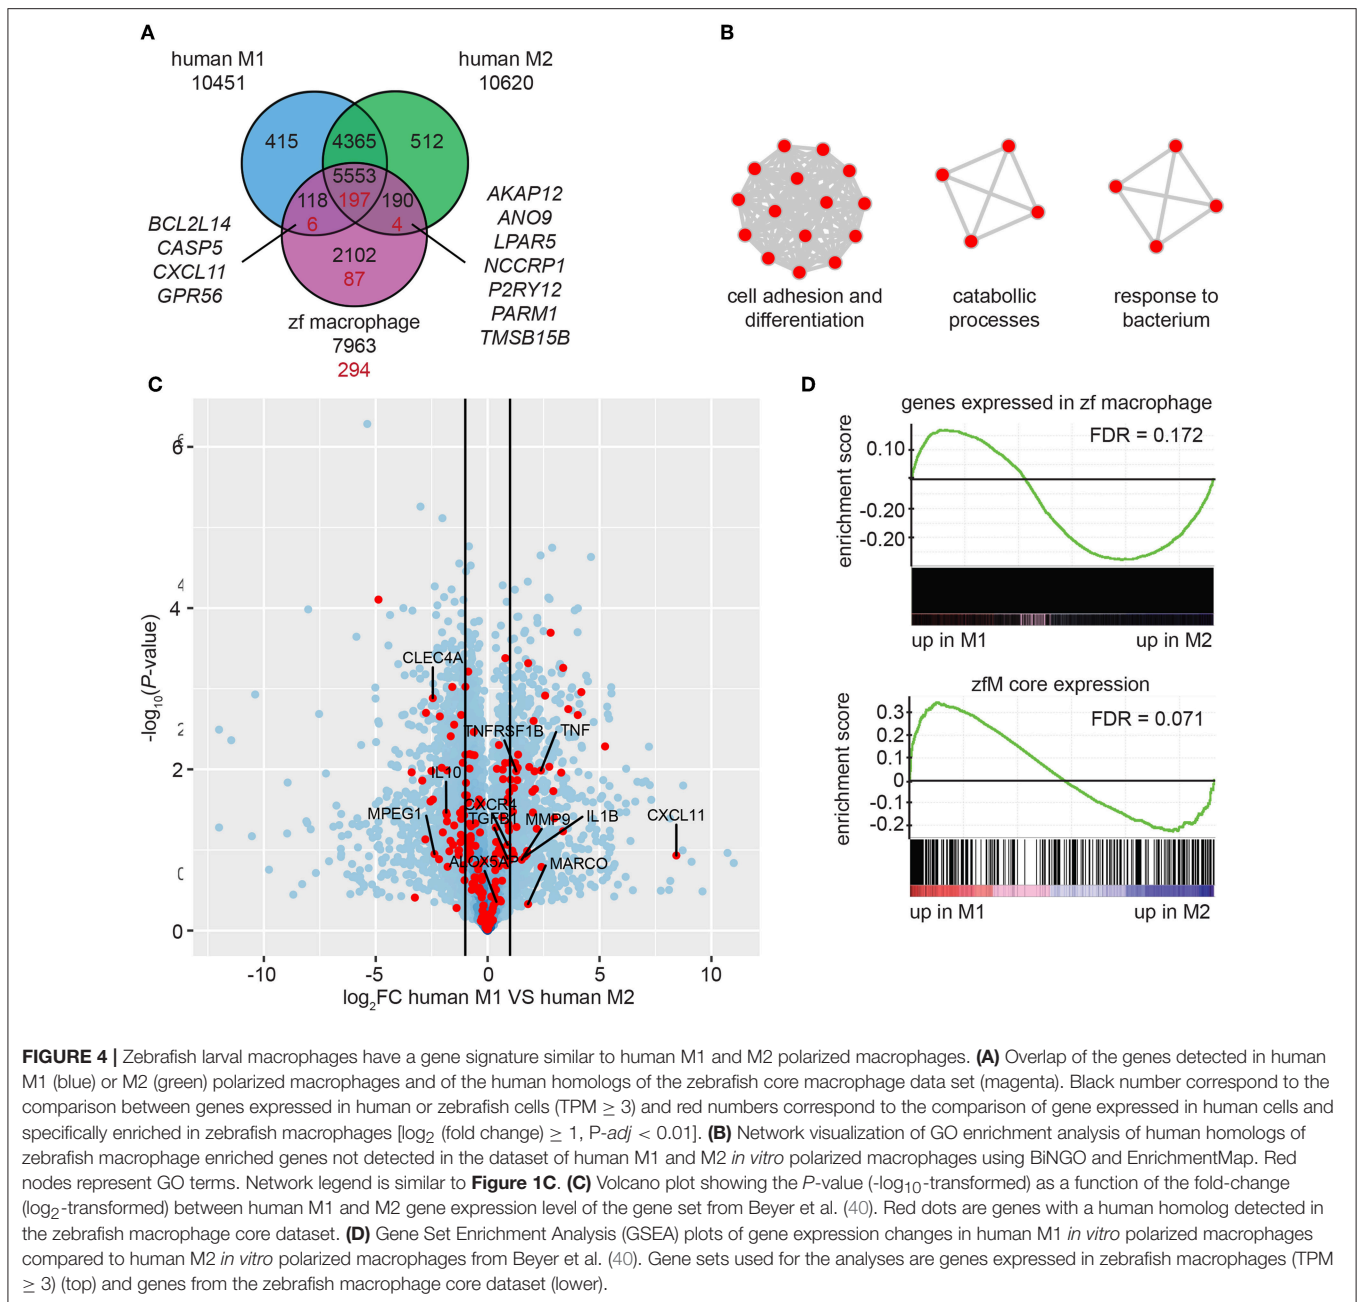 A
human M1
10451
human M2
10620
415
4365
512
5553
118
197
190
6
4
2102
87
BCL2L14
CASP5
CXCL11
GPR56
AKAP12
ANO9
LPAR5
NCCRP1
P2RY12
PARM1
TMSB15B
zf macrophage
7963
294
B
cell adhesion and
differentiation
catabollic
processes
response to
bacterium
C
-log10(P-value)
6
4
2
0
CLEC4A
TNFRSF1B
TNF
IL10
MPEG1
CXCR4
TGFB1
MMP9
IL1B
CXCL11
ALOX5AP
MARCO
-10
-5
0
5
10
log2FC human M1 VS human M2
D
genes expressed in zf macrophage
FDR = 0.172
enrichment score
0.10
-0.20
-0.20
up in M1
up in M2
zfM core expression
FDR = 0.071
enrichment score
0.3
0.2
0.1
0
-0.1
-0.2
up in M1
up in M2
FIGURE 4 | Zebrafish larval macrophages have a gene signature similar to human M1 and M2 polarized macrophages. (A) Overlap of the genes detected in human
M1 (blue) or M2 (green) polarized macrophages and of the human homologs of the zebrafish core macrophage data set (magenta). Black number correspond to the
comparison between genes expressed in human or zebrafish cells (TPM ≥ 3) and red numbers correspond to the comparison of gene expressed in human cells and
specifically enriched in zebrafish macrophages [log2 (fold change) ≥ 1, P-adj < 0.01]. (B) Network visualization of GO enrichment analysis of human homologs of
zebrafish macrophage enriched genes not detected in the dataset of human M1 and M2 in vitro polarized macrophages using BiNGO and EnrichmentMap. Red
nodes represent GO terms. Network legend is similar to Figure 1C. (C) Volcano plot showing the P-value (-log10-transformed) as a function of the fold-change
(log2-transformed) between human M1 and M2 gene expression level of the gene set from Beyer et al. (40). Red dots are genes with a human homolog detected in
the zebrafish macrophage core dataset. (D) Gene Set Enrichment Analysis (GSEA) plots of gene expression changes in human M1 in vitro polarized macrophages
compared to human M2 in vitro polarized macrophages from Beyer et al. (40). Gene sets used for the analyses are genes expressed in zebrafish macrophages (TPM
≥ 3) (top) and genes from the zebrafish macrophage core dataset (lower).